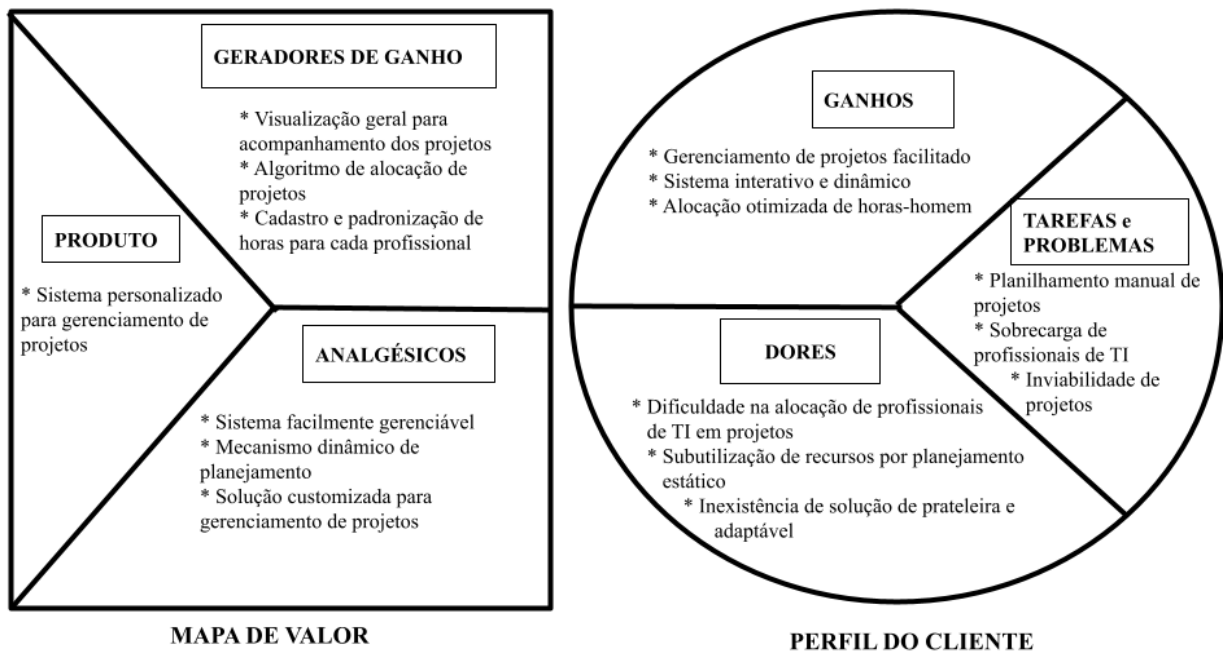 GERADORES DE GANHO
* Visualização geral para
acompanhamento dos projetos
* Algoritmo de alocação de
projetos
* Cadastro e padronização de
horas para cada profissional
PRODUTO
* Sistema personalizado
para gerenciamento de
projetos
ANALGÉSICOS
* Sistema facilmente gerenciável
* Mecanismo dinâmico de
planejamento
* Solução customizada para
gerenciamento de projetos
MAPA DE VALOR
GANHOS
* Gerenciamento de projetos facilitado
* Sistema interativo e dinâmico
* Alocação otimizada de horas-homem
TAREFAS e
PROBLEMAS
* Planilhamento manual de
projetos
* Sobrecarga de
profissionais de TI
* Inviabilidade de
projetos
DORES
* Dificuldade na alocação de profissionais
de TI em projetos
* Subutilização de recursos por planejamento
estático
* Inexistência de solução de prateleira e
adaptável
PERFIL DO CLIENTE